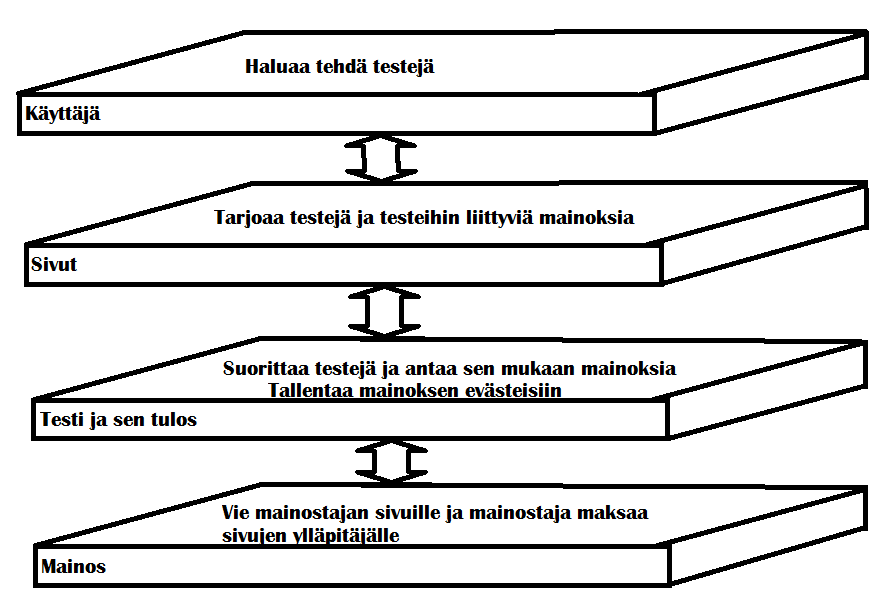 Haluaa tehdä testejä
Käyttäjä
Tarjoaa testejä ja testeihin liittyviä mainoksia
Sivut
Suorittaa testejä ja antaa sen mukaan mainoksia
Tallentaa mainoksen evästeisiin
Testi ja sen tulos
Vie mainostajan sivuille ja mainostaja maksaa
sivujen ylläpitäjälle
Mainos